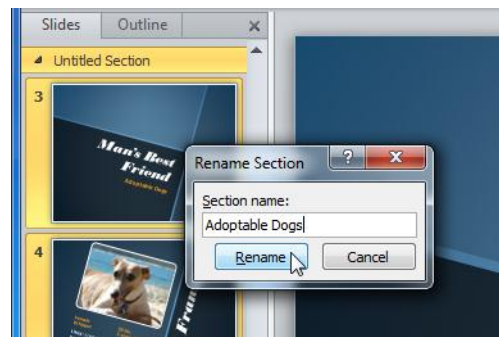 Slides Outline x
Untitled Section
3
Man's Best
Friend
Adoptable Dogs
Rename Section ? X
Section name:
Adoptable Dogs
Rename Cancel
4
Fran